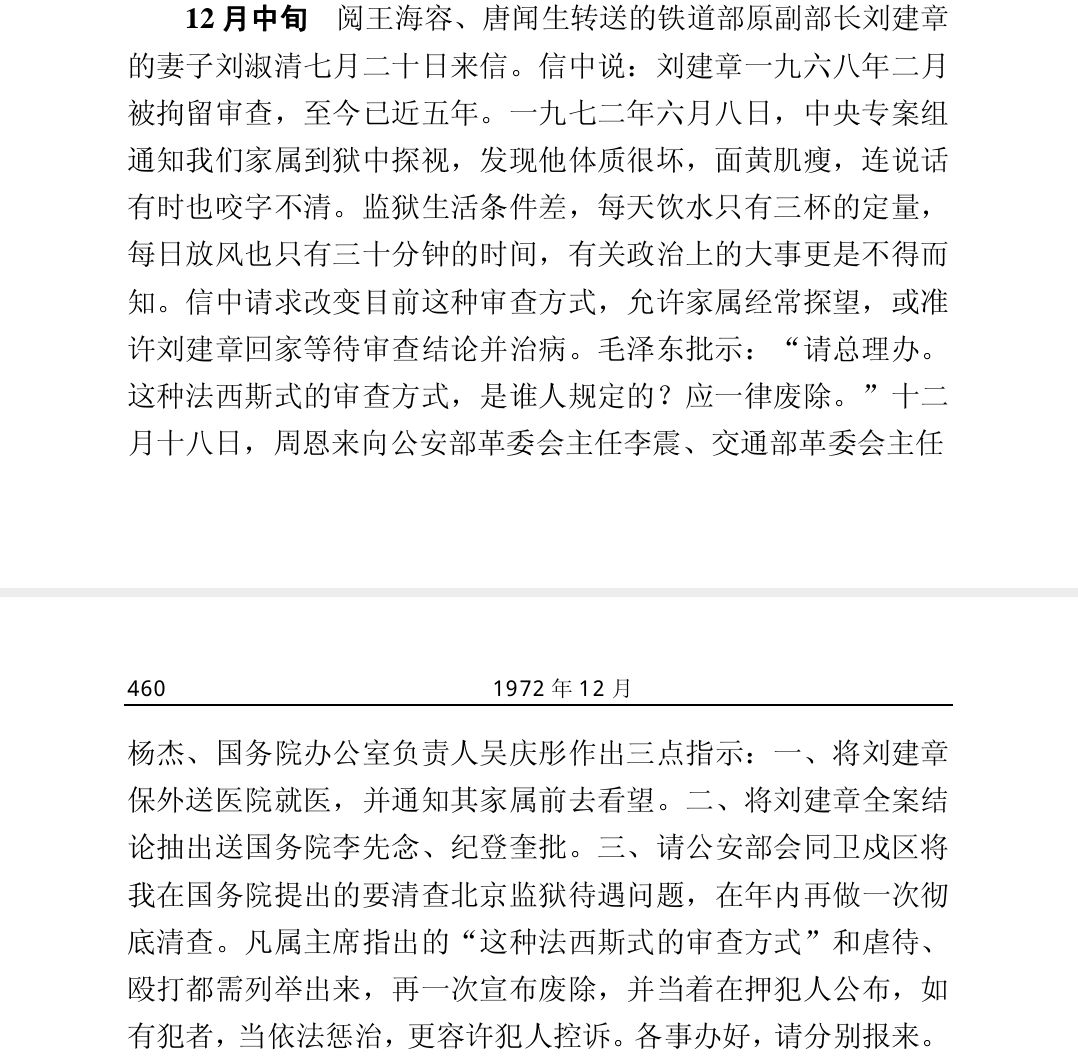 12月中旬　阅王海容、唐闻生转送的铁道部原副部长刘建章
的妻子刘淑清七月二十日来信。信中说：刘建章一九六八年二月
被拘留审查，至今已近五年。一九七二年六月八日，中央专案组
通知我们家属到狱中探视，发现他体质很坏，面黄肌瘦，连说话
有时也咬字不清。监狱生活条件差，每天饮水只有三杯的定量，
每日放风也只有三十分钟的时间，有关政治上的大事更是不得而
知。信中请求改变目前这种审查方式，允许家属经常探望，或准
许刘建章回家等待审查结论并治病。毛泽东批示：“请总理办。
这种法西斯式的审查方式，是谁人规定的？应一律废除。”十二
月十八日，周恩来向公安部革委会主任李震、交通部革委会主任
460　1972 年 12 月
杨杰、国务院办公室负责人吴庆彤作出三点指示：一、将刘建章
保外送医院就医，并通知其家属前去看望。二、将刘建章全案结
论抽出送国务院李先念、纪登奎批。三、请公安部会同卫戍区将
我在国务院提出的要清查北京监狱待遇问题，在年内再做一次彻
底清查。凡属主席指出的“这种法西斯式的审查方式”和虐待、
殴打都需列举出来，再一次宣布废除，并当着在押犯人公布，如
有犯者，当依法惩治，更容许犯人控诉。各事办好，请分别报来。